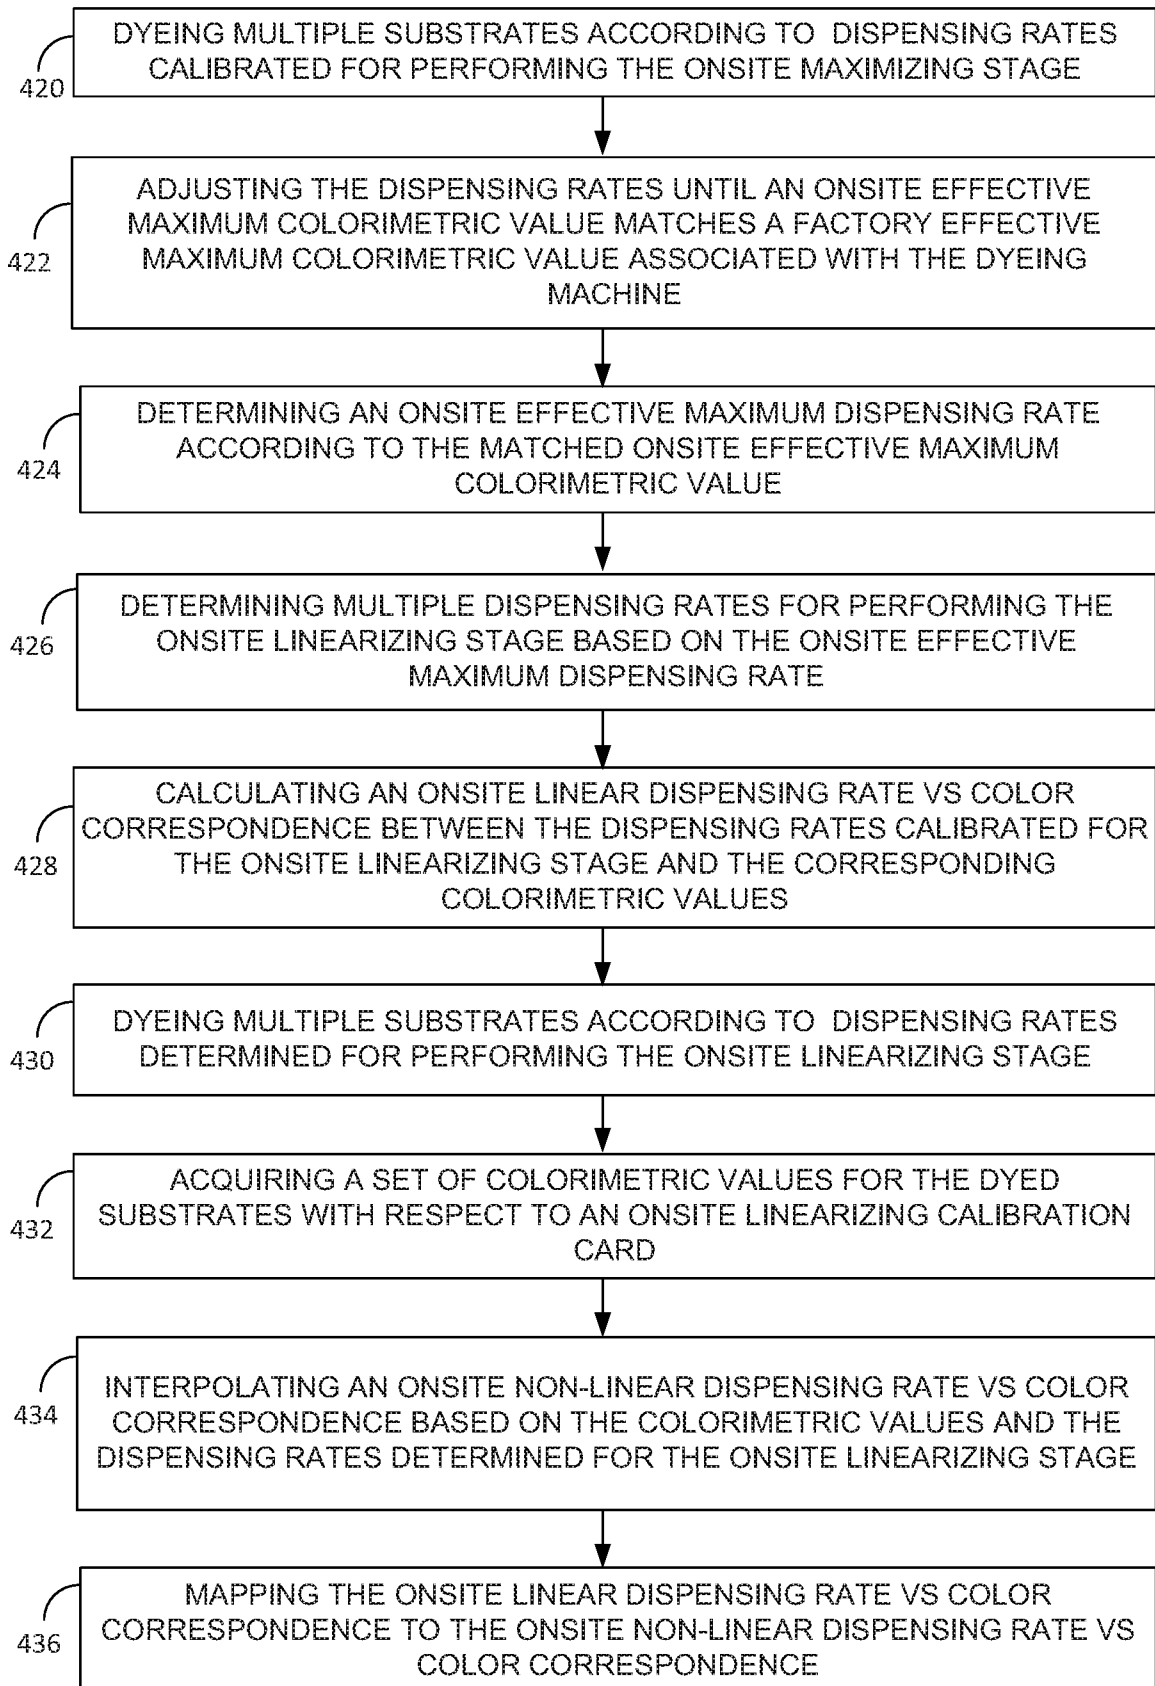 DYEING MULTIPLE SUBSTRATES ACCORDING TO DISPENSING RATES
CALIBRATED FOR PERFORMING THE ONSITE MAXIMIZING STAGE
420
ADJUSTING THE DISPENSING RATES UNTIL AN ONSITE EFFECTIVE
MAXIMUM COLORIMETRIC VALUE MATCHES A FACTORY EFFECTIVE
MAXIMUM COLORIMETRIC VALUE ASSOCIATED WITH THE DYEING
MACHINE
422
DETERMINING AN ONSITE EFFECTIVE MAXIMUM DISPENSING RATE
ACCORDING TO THE MATCHED ONSITE EFFECTIVE MAXIMUM
COLORIMETRIC VALUE
424
DETERMINING MULTIPLE DISPENSING RATES FOR PERFORMING THE
ONSITE LINEARIZING STAGE BASED ON THE ONSITE EFFECTIVE
MAXIMUM DISPENSING RATE
426
CALCULATING AN ONSITE LINEAR DISPENSING RATE VS COLOR
CORRESPONDENCE BETWEEN THE DISPENSING RATES CALIBRATED FOR
THE ONSITE LINEARIZING STAGE AND THE CORRESPONDING
COLORIMETRIC VALUES
428
DYEING MULTIPLE SUBSTRATES ACCORDING TO DISPENSING RATES
DETERMINED FOR PERFORMING THE ONSITE LINEARIZING STAGE
430
ACQUIRING A SET OF COLORIMETRIC VALUES FOR THE DYED
SUBSTRATES WITH RESPECT TO AN ONSITE LINEARIZING CALIBRATION
CARD
432
INTERPOLATING AN ONSITE NON-LINEAR DISPENSING RATE VS COLOR
CORRESPONDENCE BASED ON THE COLORIMETRIC VALUES AND THE
DISPENSING RATES DETERMINED FOR THE ONSITE LINEARIZING STAGE
434
MAPPING THE ONSITE LINEAR DISPENSING RATE VS COLOR
CORRESPONDENCE TO THE ONSITE NON-LINEAR DISPENSING RATE VS
COLOR CORRESPONDENCE
436